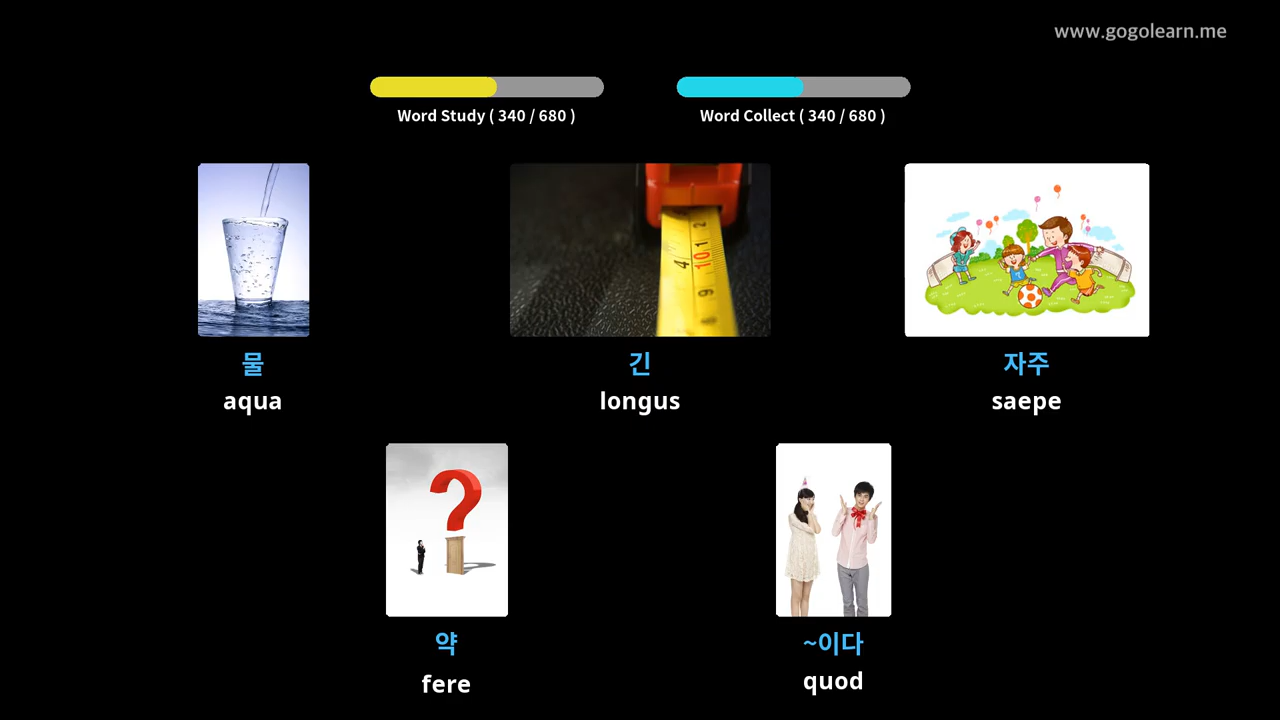 www.gogolearn.me
Word Study ( 340 / 680 )
Word Collect ( 340 / 680 )
물
aqua
긴
longus
자주
saepe
약
fere
~이다
quod